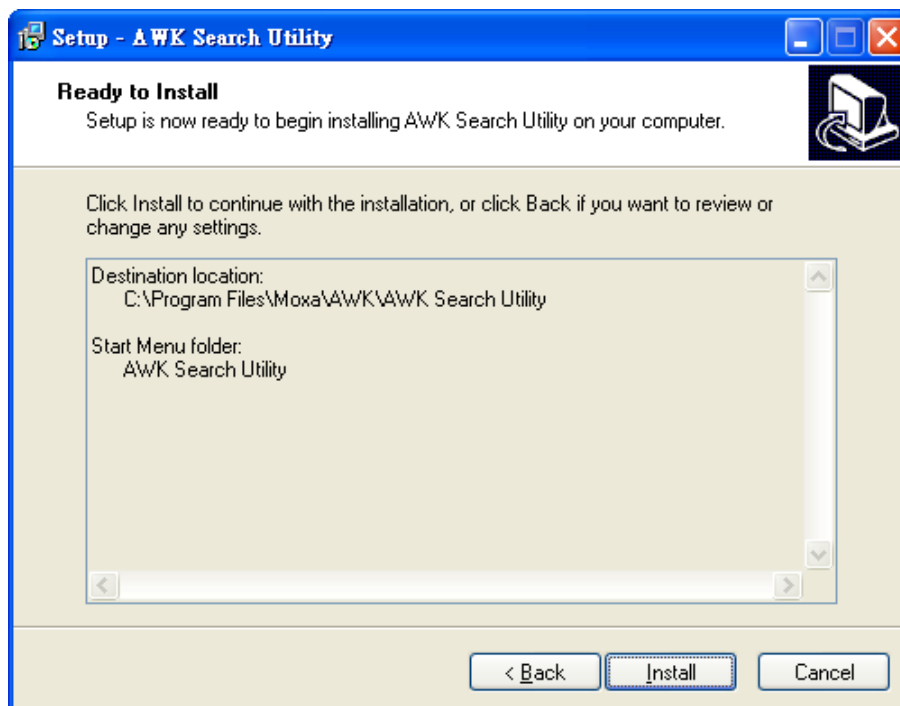 Setup - AWK Search Utility
Ready to Install
Setup is now ready to begin installing AWK Search Utility on your computer.
Click Install to continue with the installation, or click Back if you want to review or
change any settings.
Destination location:
C:\Program Files\Moxa\AWK\AWK Search Utility
Start Menu folder:
AWK Search Utility
< Back
Install
Cancel